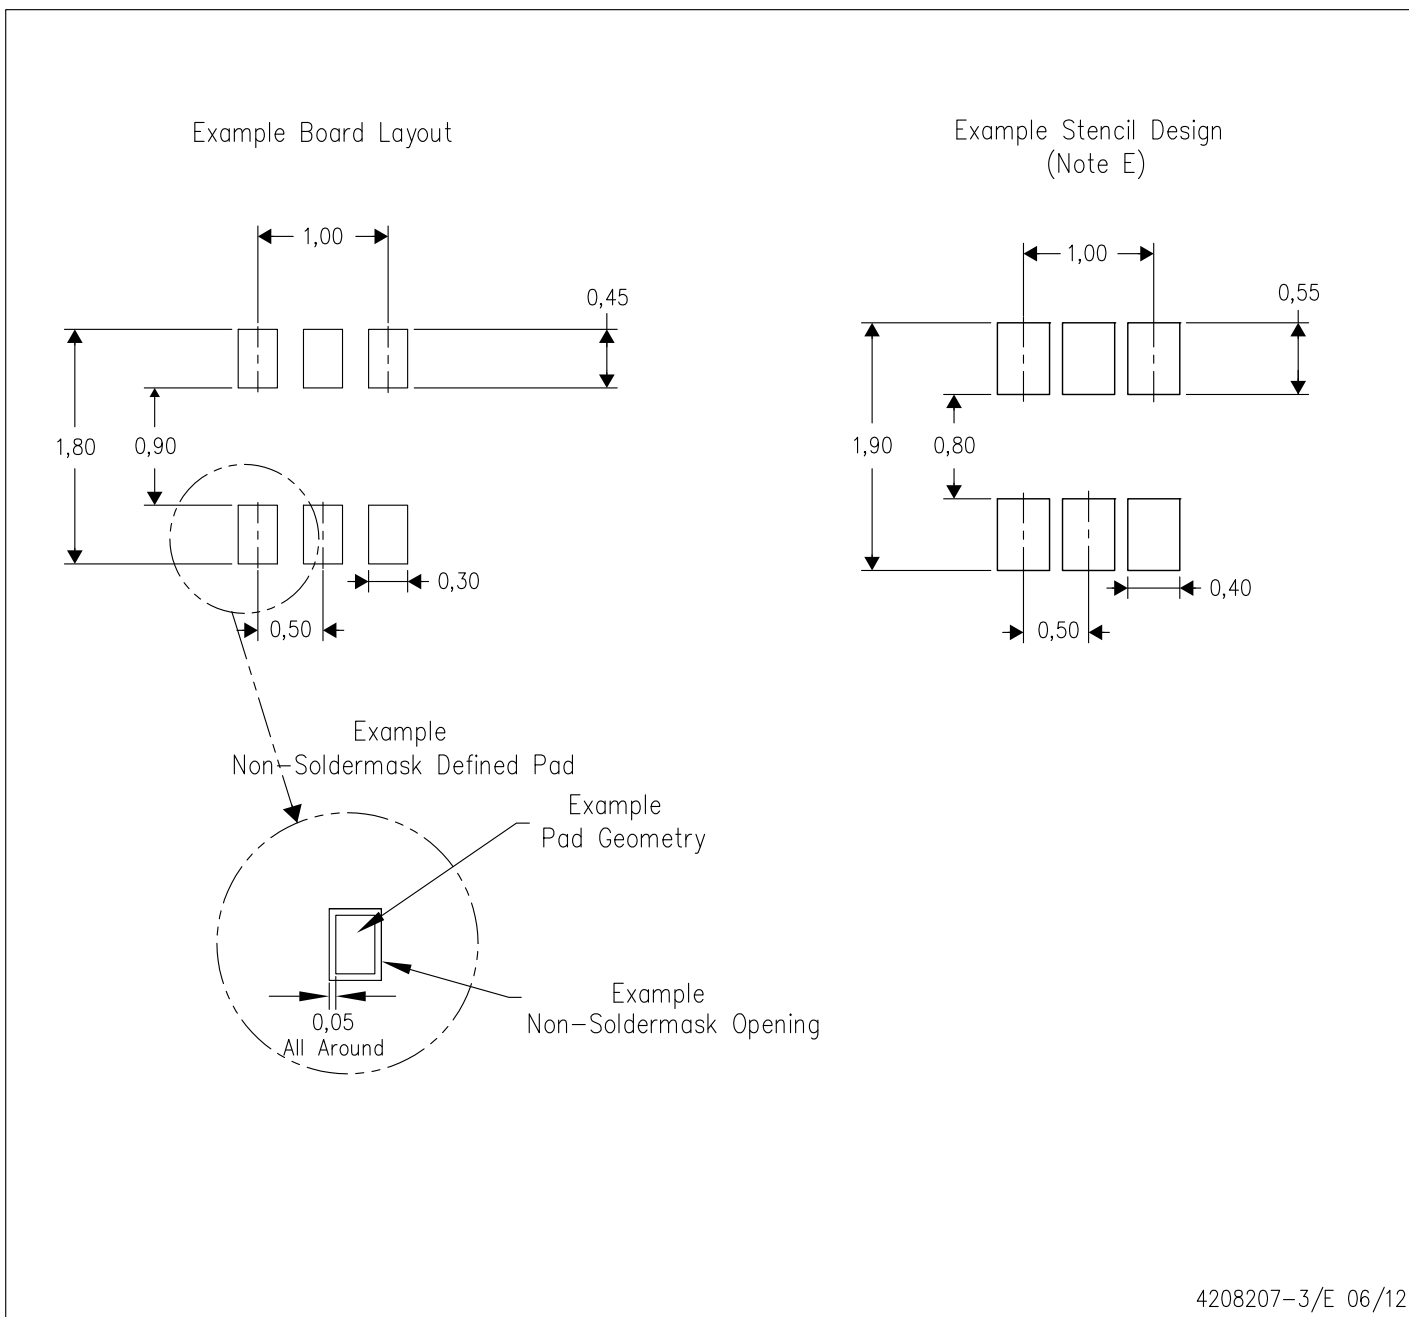 Example Board Layout
1,00
0,45
1,80
0,90
0,30
0,50
Example Stencil Design
(Note E)
1,00
0,55
1,90
0,80
0,40
0,50
Example
Non-Soldermask Defined Pad
Example
Pad Geometry
Example
Non-Soldermask Opening
0,05
All Around
4208207-3/E 06/12